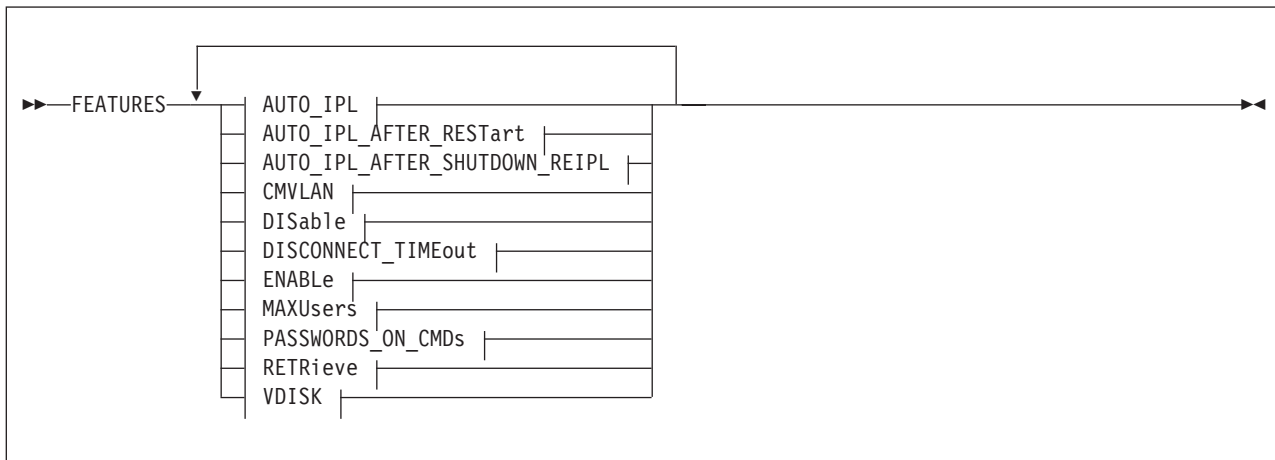 FEATURES AUTO_IPL
AUTO_IPL_AFTER_RESTart
AUTO_IPL_AFTER_SHUTDOWN_REIPL
CMVLAN
DISable
DISCONNECT_TIMEout
ENABLe
MAXUsers
PASSWORDS_ON_CMDs
RETRieve
VDISK